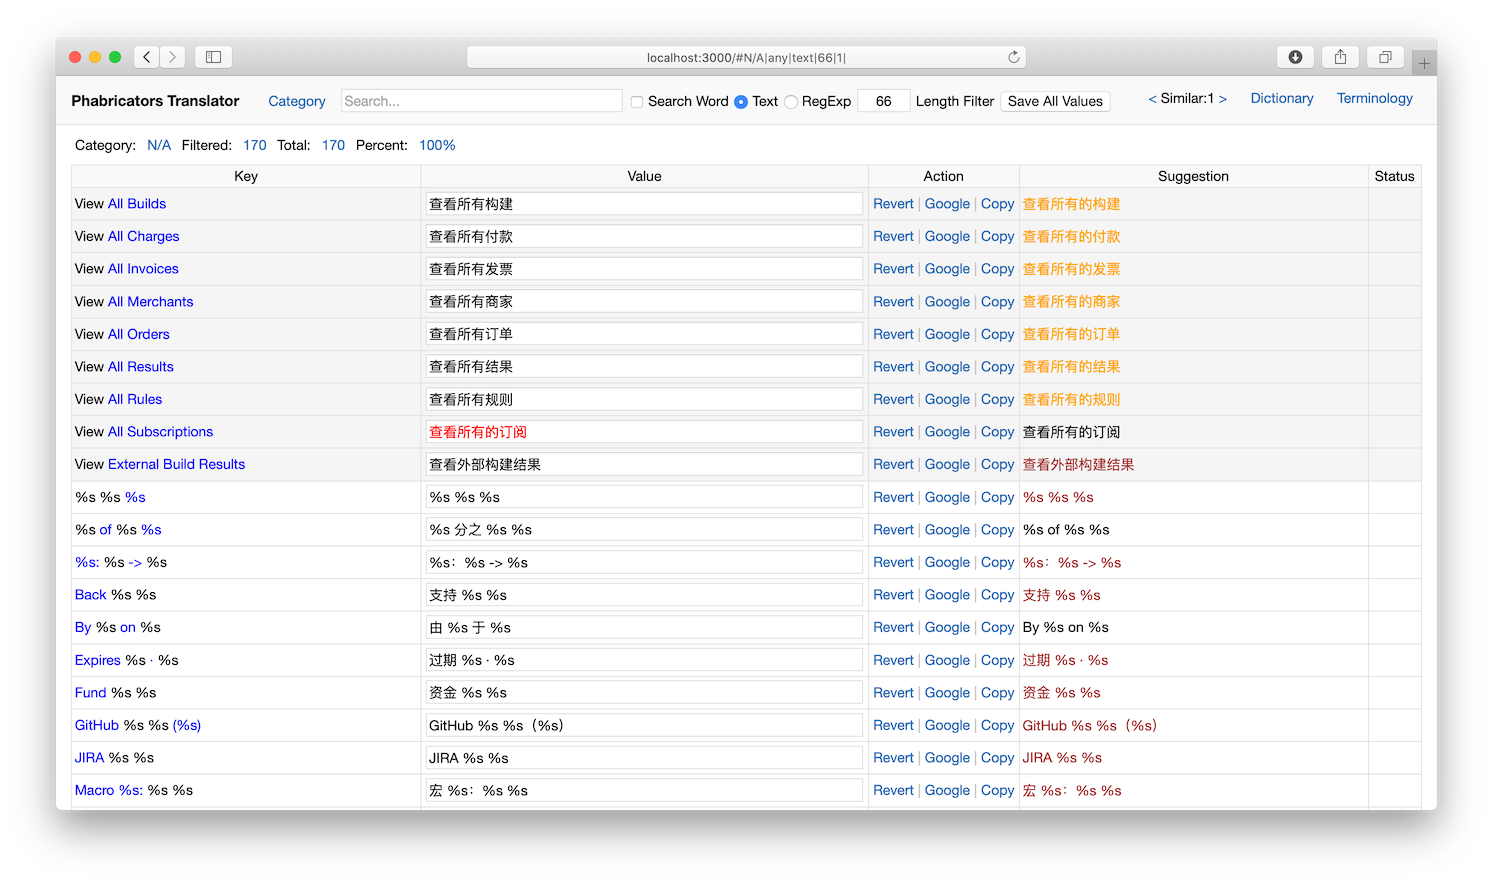 localhost:3000/#N/A|any|text|66|1|
Phabricators Translator Category Search... Search Word Text RegExp 66 Length Filter Save All Values < Similar:1 > Dictionary Terminology
Category: N/A Filtered: 170 Total: 170 Percent: 100%
Key Value Action Suggestion Status
View All Builds 查看所有构建 Revert | Google | Copy 查看所有的构建
View All Charges 查看所有付款 Revert | Google | Copy 查看所有的付款
View All Invoices 查看所有发票 Revert | Google | Copy 查看所有的发票
View All Merchants 查看所有商家 Revert | Google | Copy 查看所有的商家
View All Orders 查看所有订单 Revert | Google | Copy 查看所有的订单
View All Results 查看所有结果 Revert | Google | Copy 查看所有的结果
View All Rules 查看所有规则 Revert | Google | Copy 查看所有的规则
View All Subscriptions 查看所有的订阅 Revert | Google | Copy 查看所有的订阅
View External Build Results 查看外部构建结果 Revert | Google | Copy 查看外部构建结果
%s %s %s %s %s %s Revert | Google | Copy %s %s %s
%s of %s %s %s 分之 %s %s Revert | Google | Copy %s of %s %s
%s: %s -> %s %s：%s -> %s Revert | Google | Copy %s：%s -> %s
Back %s %s 支持 %s %s Revert | Google | Copy 支持 %s %s
By %s on %s 由 %s 于 %s Revert | Google | Copy By %s on %s
Expires %s · %s 过期 %s · %s Revert | Google | Copy 过期 %s · %s
Fund %s %s 资金 %s %s Revert | Google | Copy 资金 %s %s
GitHub %s %s (%s) GitHub %s %s（%s） Revert | Google | Copy GitHub %s %s（%s）
JIRA %s %s JIRA %s %s Revert | Google | Copy JIRA %s %s
Macro %s: %s %s 宏 %s：%s %s Revert | Google | Copy 宏 %s：%s %s